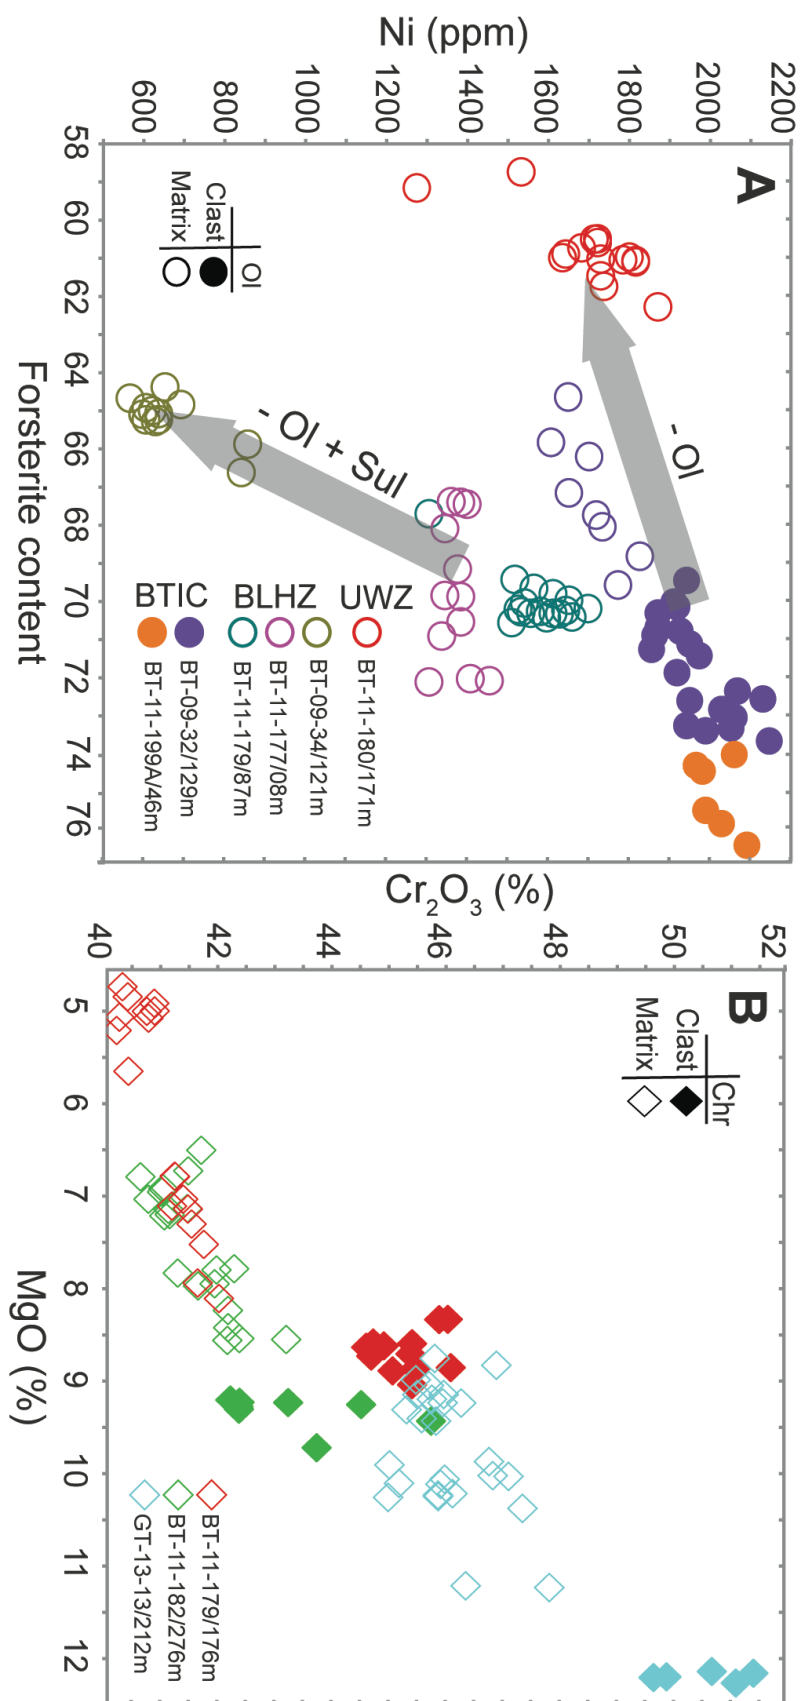 Ni (ppm)
2200
2000
1800
1600
1400
1200
1000
800
600
A
Ol
Clast
Matrix
- Ol
- Ol + Sul
UWZ
BT-11-180/171m
BLHZ
BT-09-34/121m
BT-11-177/08m
BT-11-179/87m
BTIC
BT-09-32/129m
BT-11-199A/46m
58
60
62
64
66
68
70
72
74
76
Forsterite content
Cr2O3 (%)
52
50
48
46
44
42
40
B
Chr
Clast
Matrix
BT-11-179/176m
BT-11-182/276m
GT-13-13/212m
5
6
7
8
9
10
11
12
MgO (%)